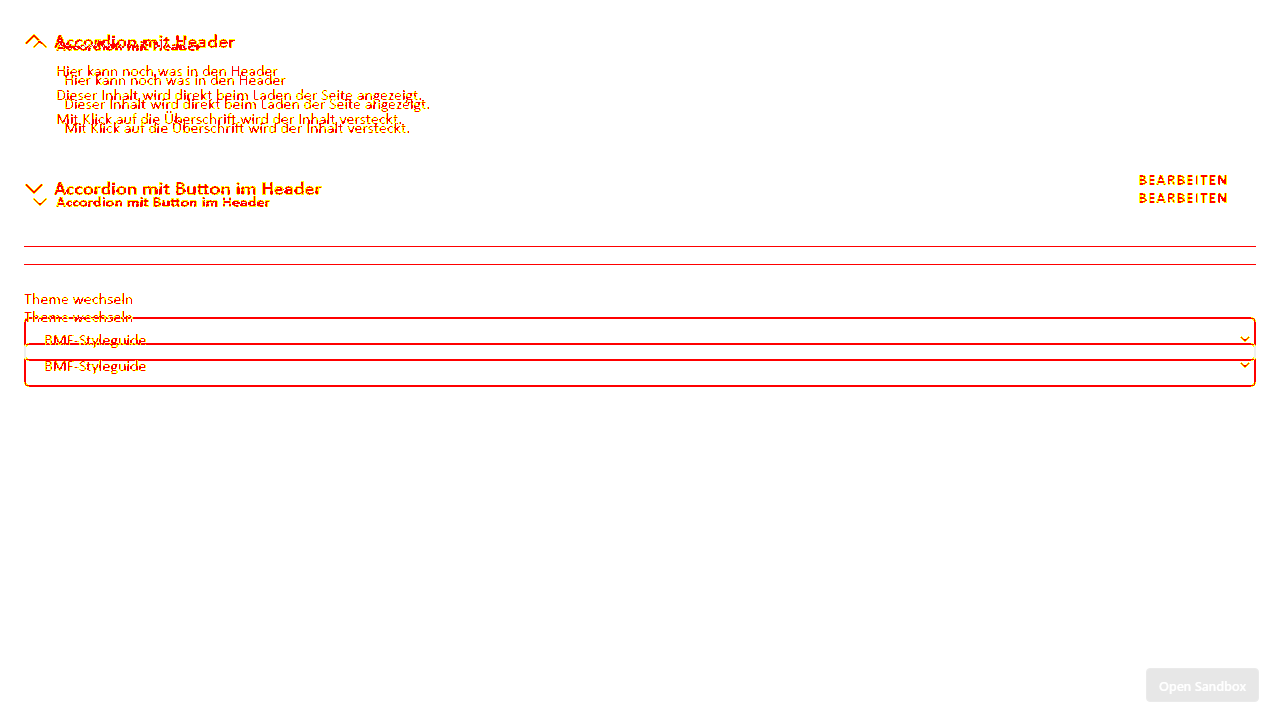 Accordion mit Header
Accordion mit Header
Hier kann noch was in den Header
Hier kann noch was in den Header
Dieser Inhalt wird direkt beim Laden der Seite angezeigt.
Dieser Inhalt wird direkt beim Laden der Seite angezeigt.
Mit Klick auf die Überschrift wird der Inhalt versteckt.
Mit Klick auf die Überschrift wird der Inhalt versteckt.
BEARBEITEN
Accordion mit Button im Header
BEARBEITEN
Accordion mit Button im Header
Theme wechseln
Theme wechseln
BMF-Styleguide
BMF-Styleguide
Open Sandbox